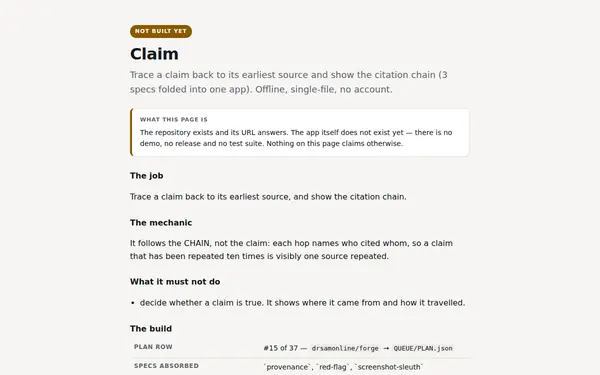 NOT BUILT YET
Claim
Trace a claim back to its earliest source and show the citation chain (3
specs folded into one app). Offline, single-file, no account.
WHAT THIS PAGE IS
The repository exists and its URL answers. The app itself does not exist yet — there is no
demo, no release and no test suite. Nothing on this page claims otherwise.
The job
Trace a claim back to its earliest source, and show the citation chain.
The mechanic
It follows the CHAIN, not the claim: each hop names who cited whom, so a claim
that has been repeated ten times is visibly one source repeated.
What it must not do
• decide whether a claim is true. It shows where it came from and how it travelled.
The build
PLAN ROW #15 of 37 — drsamonline/forge → QUEUE/PLAN.json
SPECS ABSORBED `provenance`, `red-flag`, `screenshot-sleuth`